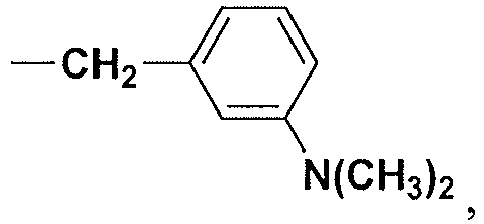 —CH2
N(CH3)2 ,